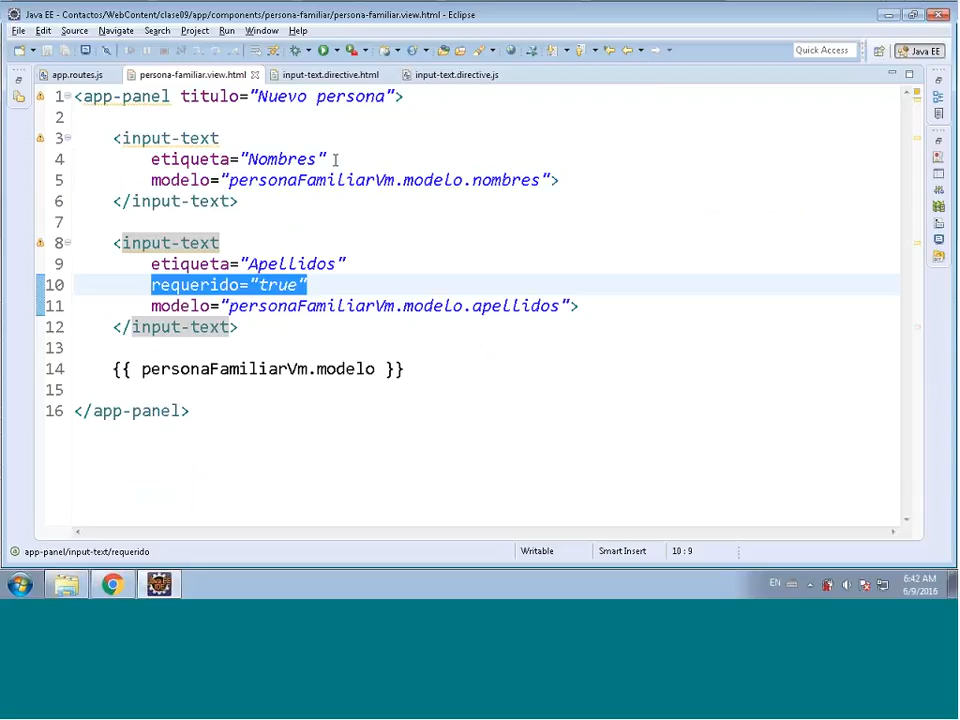 Java EE - Contactos/WebContent/clase09/app/components/persona-familiar/persona-familiar.view.html - Eclipse
File Edit Source Navigate Search Project Run Window Help
Quick Access
Java EE
app.routes.js
persona-familiar.view.html
input-text.directive.html
input-text.directive.js
1 <app-panel titulo="Nuevo persona">
2
3 <input-text
4 etiqueta="Nombres"
5 modelo="personaFamiliarVm.modelo.nombres">
6 </input-text>
7
8 <input-text
9 etiqueta="Apellidos"
10 requerido="true"
11 modelo="personaFamiliarVm.modelo.apellidos">
12 </input-text>
13
14 {{ personaFamiliarVm.modelo }}
15
16 </app-panel>
app-panel/input-text/requerido
Writable
Smart Insert
10 : 9
EN
6:42 AM
6/9/2016